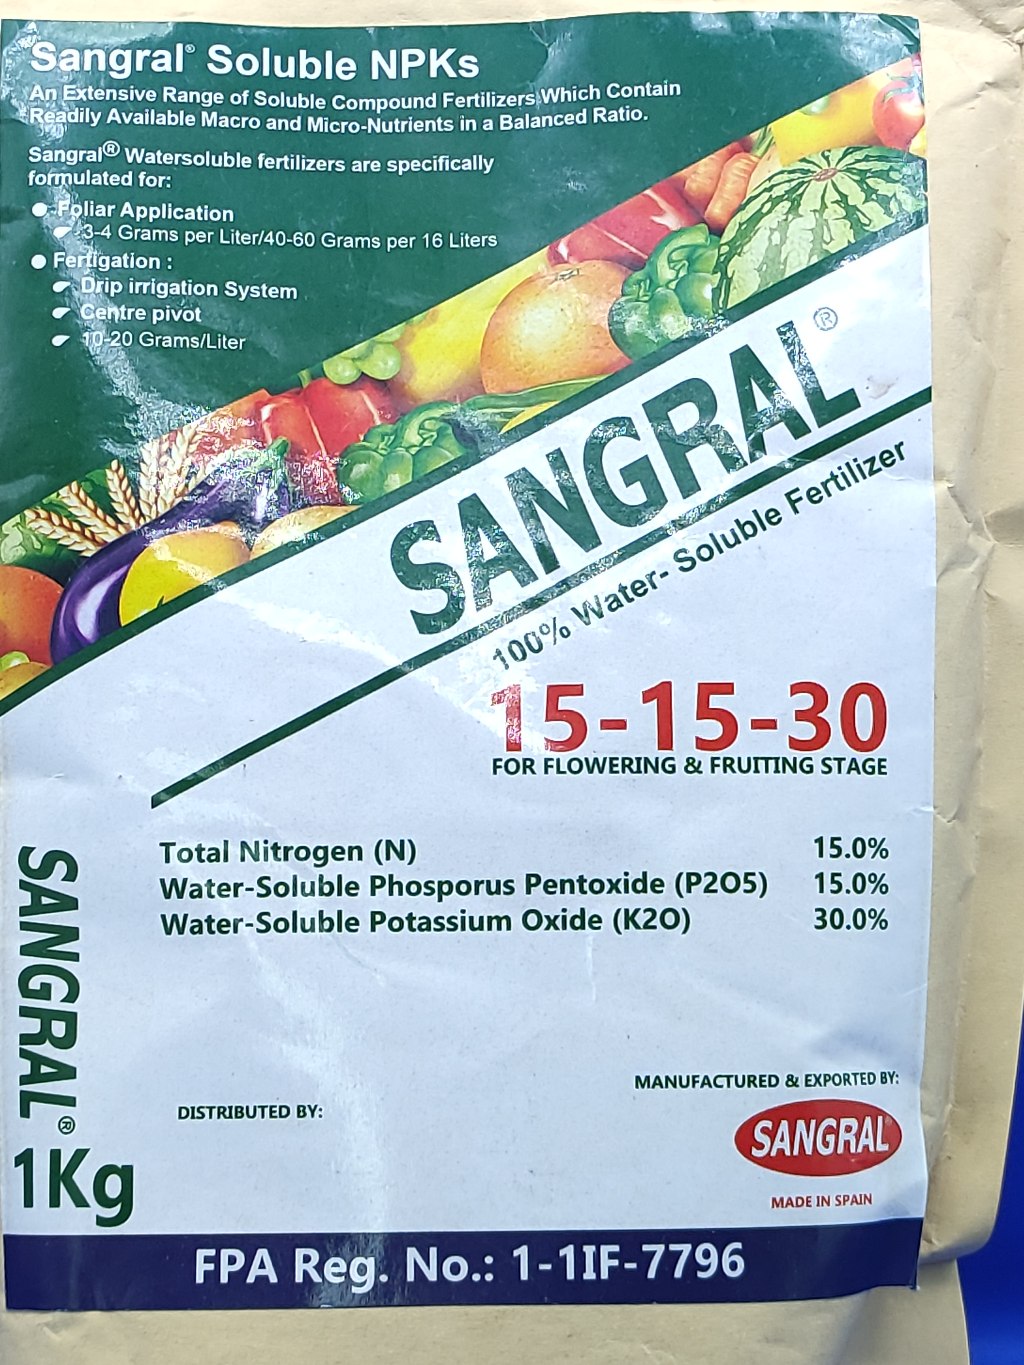 Sangral® Soluble NPKs
An Extensive Range of Soluble Compound Fertilizers Which Contain
Readily Available Macro and Micro-Nutrients in a Balanced Ratio.
Sangral® Watersoluble fertilizers are specifically
formulated for:
● Foliar Application
3-4 Grams per Liter/40-60 Grams per 16 Liters
● Fertigation :
Drip irrigation System
Centre pivot
10-20 Grams/Liter
SANGRAL®
100% Water- Soluble Fertilizer
15-15-30
FOR FLOWERING & FRUITING STAGE
Total Nitrogen (N) 15.0%
Water-Soluble Phosporus Pentoxide (P2O5) 15.0%
Water-Soluble Potassium Oxide (K2O) 30.0%
SANGRAL®
1Kg
DISTRIBUTED BY:
MANUFACTURED & EXPORTED BY:
SANGRAL®
MADE IN SPAIN
FPA Reg. No.: 1-1IF-7796